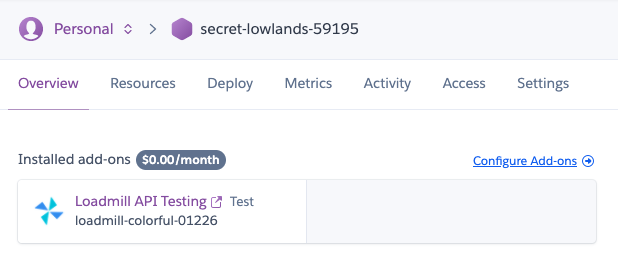 Personal > secret-lowlands-59195
Overview Resources Deploy Metrics Activity Access Settings
Installed add-ons $0.00/month Configure Add-ons
Loadmill API Testing Test
loadmill-colorful-01226